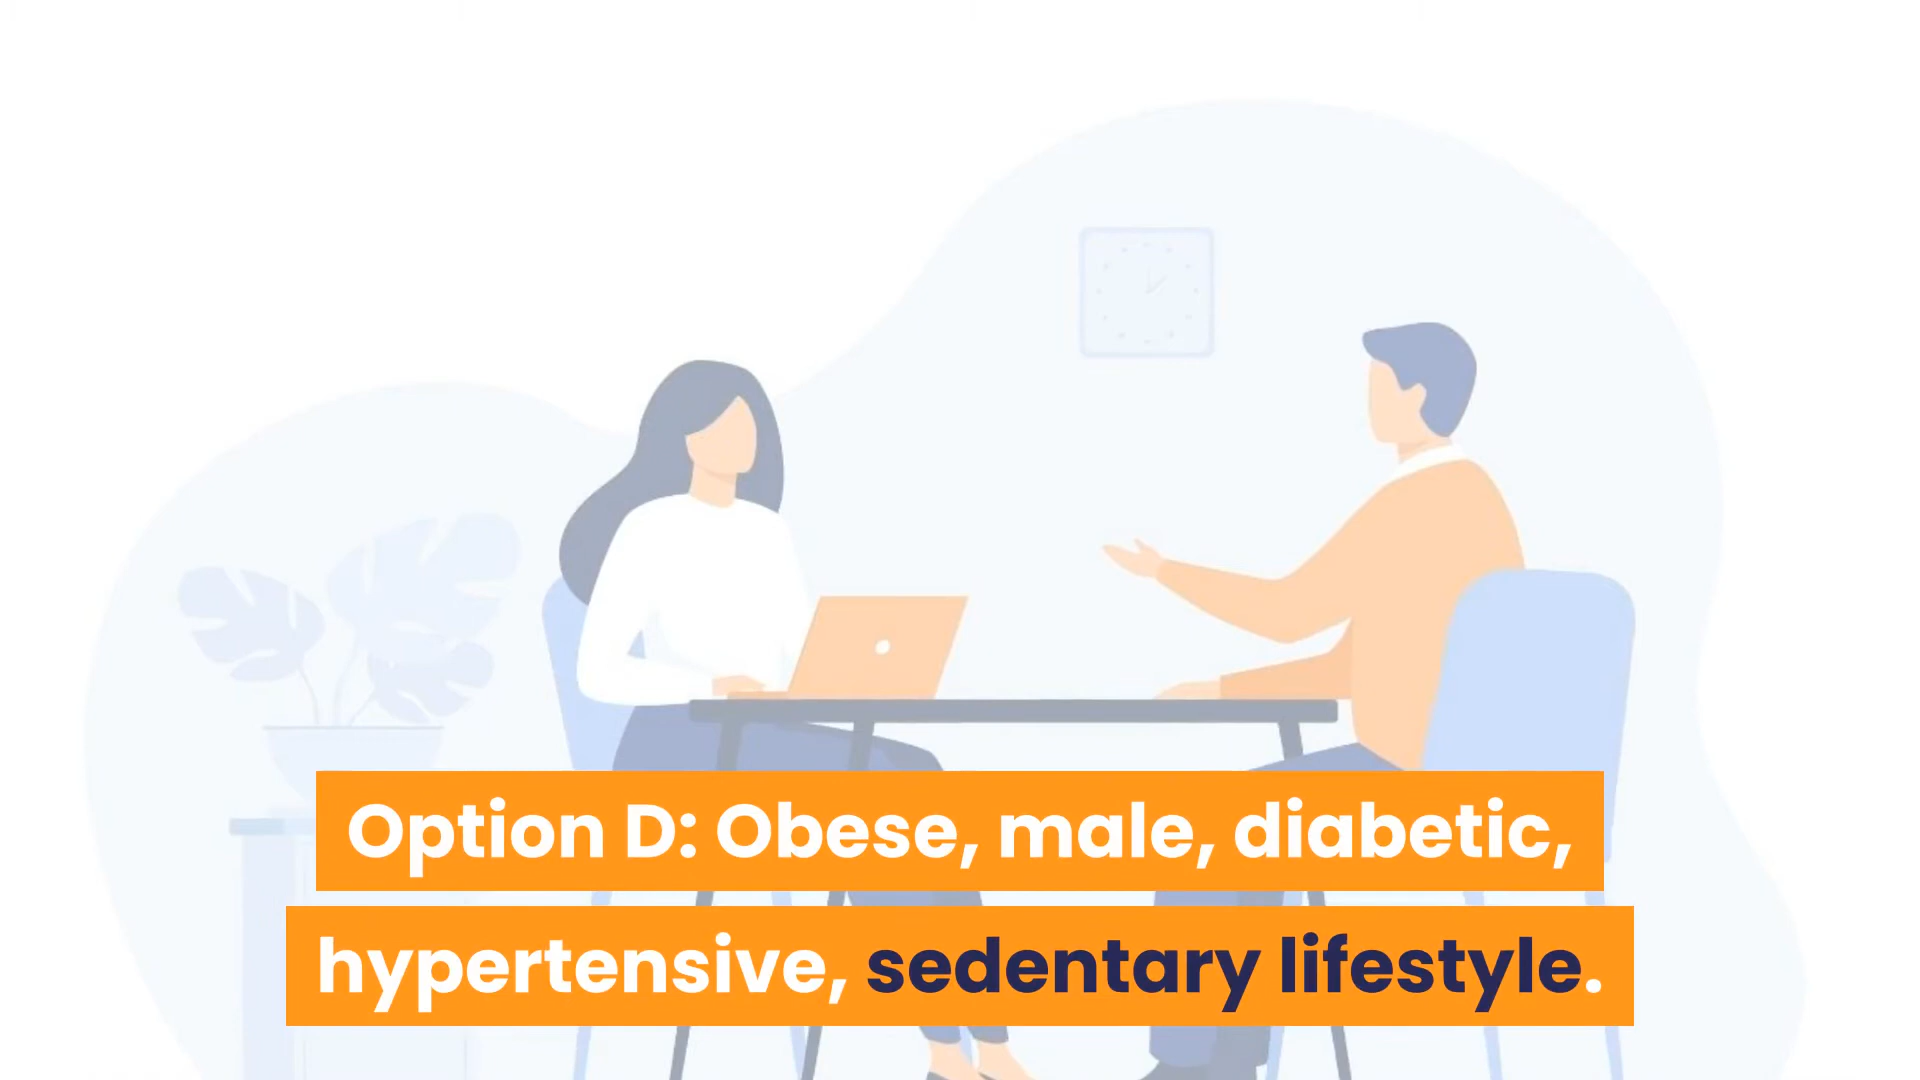 Option D: Obese, male, diabetic,
hypertensive, sedentary lifestyle.